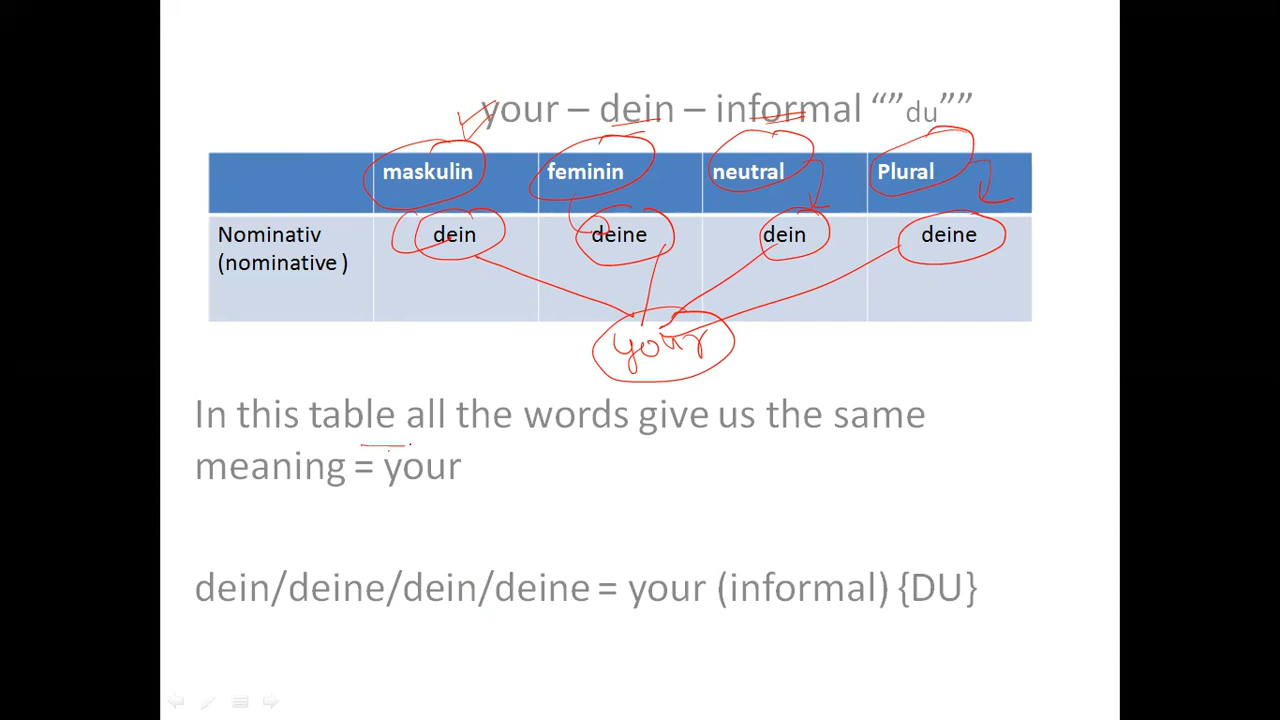 your – dein – informal “”du””
maskulin feminin neutral Plural
Nominativ dein deine dein deine
(nominative )
your
In this table all the words give us the same
meaning = your
dein/deine/dein/deine = your (informal) {DU}